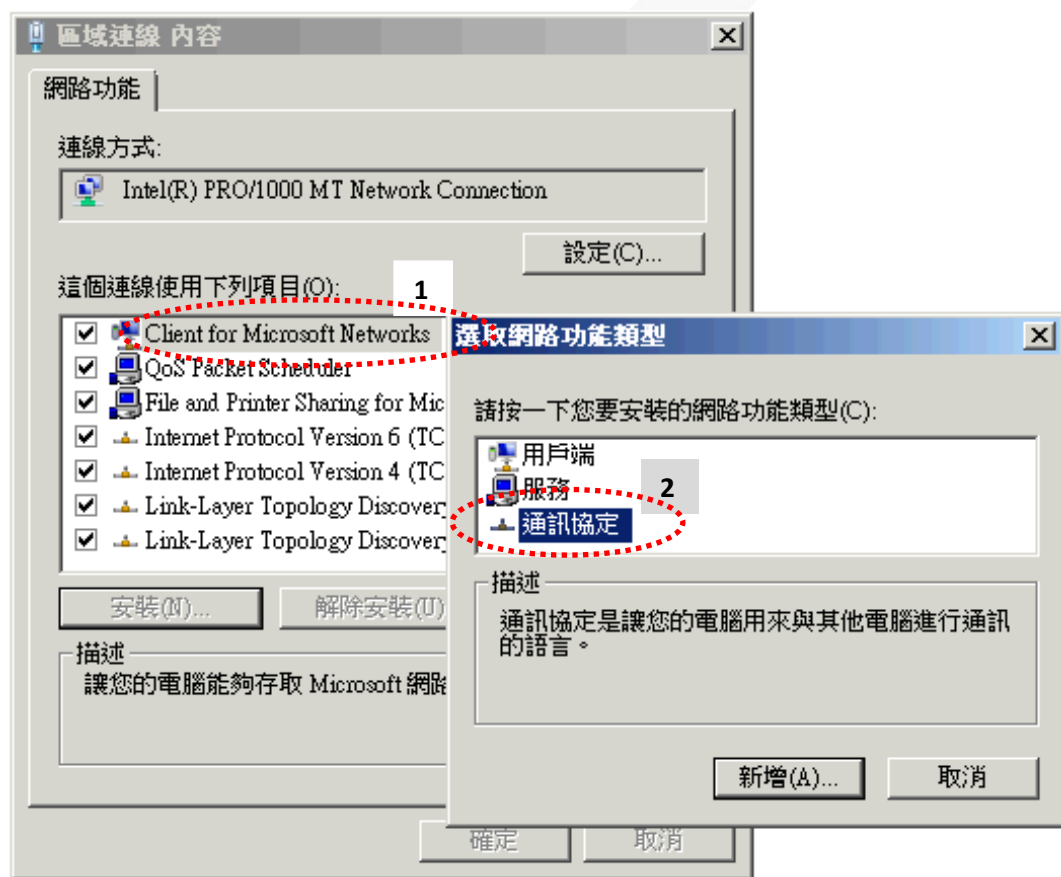 區域連線 內容
網路功能
連線方式:
Intel(R) PRO/1000 MT Network Connection
設定(C)...
這個連線使用下列項目(O):
1
Client for Microsoft Networks
QoS Packet Scheduler
File and Printer Sharing for Mic
Internet Protocol Version 6 (TC
Internet Protocol Version 4 (TC
Link-Layer Topology Discovery
Link-Layer Topology Discovery
安裝(N)...
解除安裝(U)
描述
讓您的電腦能夠存取 Microsoft 網路
確定
取消
選取網路功能類型
請按一下您要安裝的網路功能類型(C):
用戶端
服務
2
通訊協定
描述
通訊協定是讓您的電腦用來與其他電腦進行通訊
的語言。
新增(A)...
取消